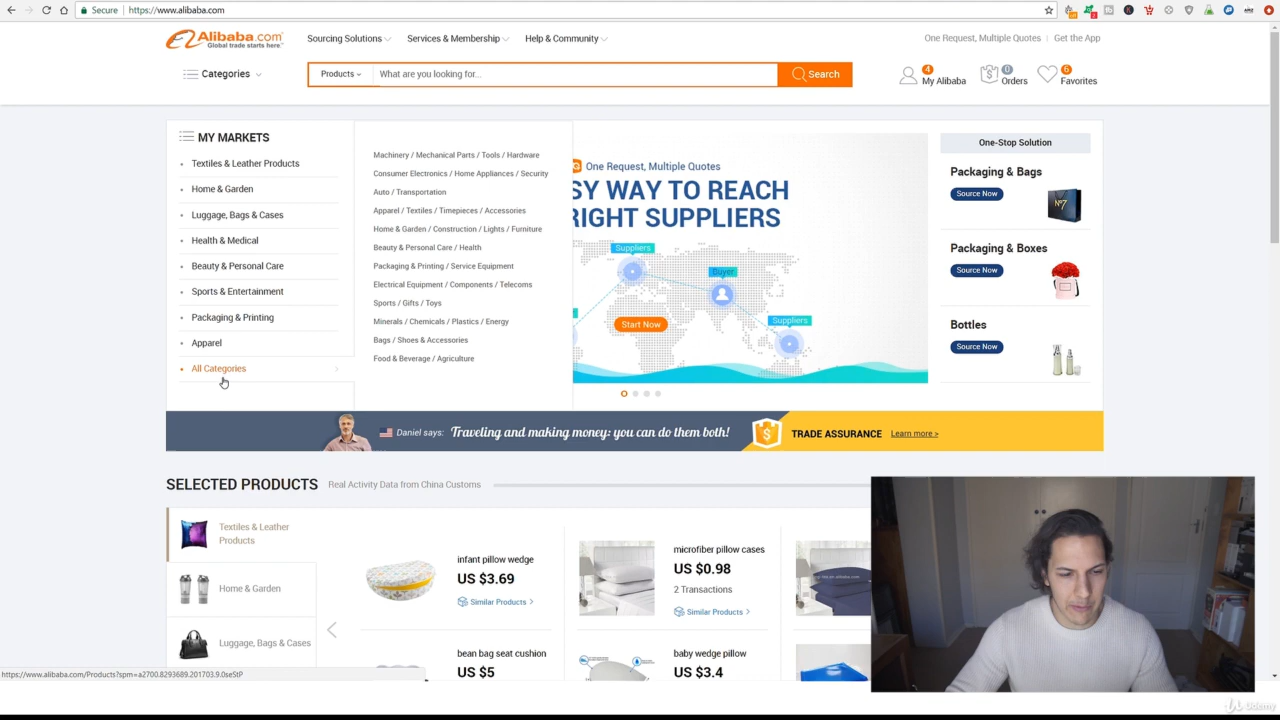 Secure
https://www.alibaba.com
Alibaba.com
Global trade starts here.
Sourcing Solutions
Services & Membership
Help & Community
One Request, Multiple Quotes
Get the App
Categories
Products
What are you looking for...
Search
4
My Alibaba
0
Orders
6
Favorites
MY MARKETS
Textiles & Leather Products
Home & Garden
Luggage, Bags & Cases
Health & Medical
Beauty & Personal Care
Sports & Entertainment
Packaging & Printing
Apparel
All Categories
Machinery / Mechanical Parts / Tools / Hardware
Consumer Electronics / Home Appliances / Security
Auto / Transportation
Apparel / Textiles / Timepieces / Accessories
Home & Garden / Construction / Lights / Furniture
Beauty & Personal Care / Health
Packaging & Printing / Service Equipment
Electrical Equipment / Components / Telecoms
Sports / Gifts / Toys
Minerals / Chemicals / Plastics / Energy
Bags / Shoes & Accessories
Food & Beverage / Agriculture
One Request, Multiple Quotes
SY WAY TO REACH
RIGHT SUPPLIERS
Suppliers
Buyer
Suppliers
Start Now
One-Stop Solution
Packaging & Bags
Source Now
Packaging & Boxes
Source Now
Bottles
Source Now
Daniel says: Traveling and making money: you can do them both!
TRADE ASSURANCE
Learn more >
SELECTED PRODUCTS
Real Activity Data from China Customs
Textiles & Leather
Products
Home & Garden
Luggage, Bags & Cases
infant pillow wedge
US $3.69
Similar Products
microfiber pillow cases
US $0.98
2 Transactions
Similar Products
bean bag seat cushion
US $5
baby wedge pillow
US $3.4
https://www.alibaba.com/Products?spm=a2700.8293689.201703.9.0seStP
Udemy